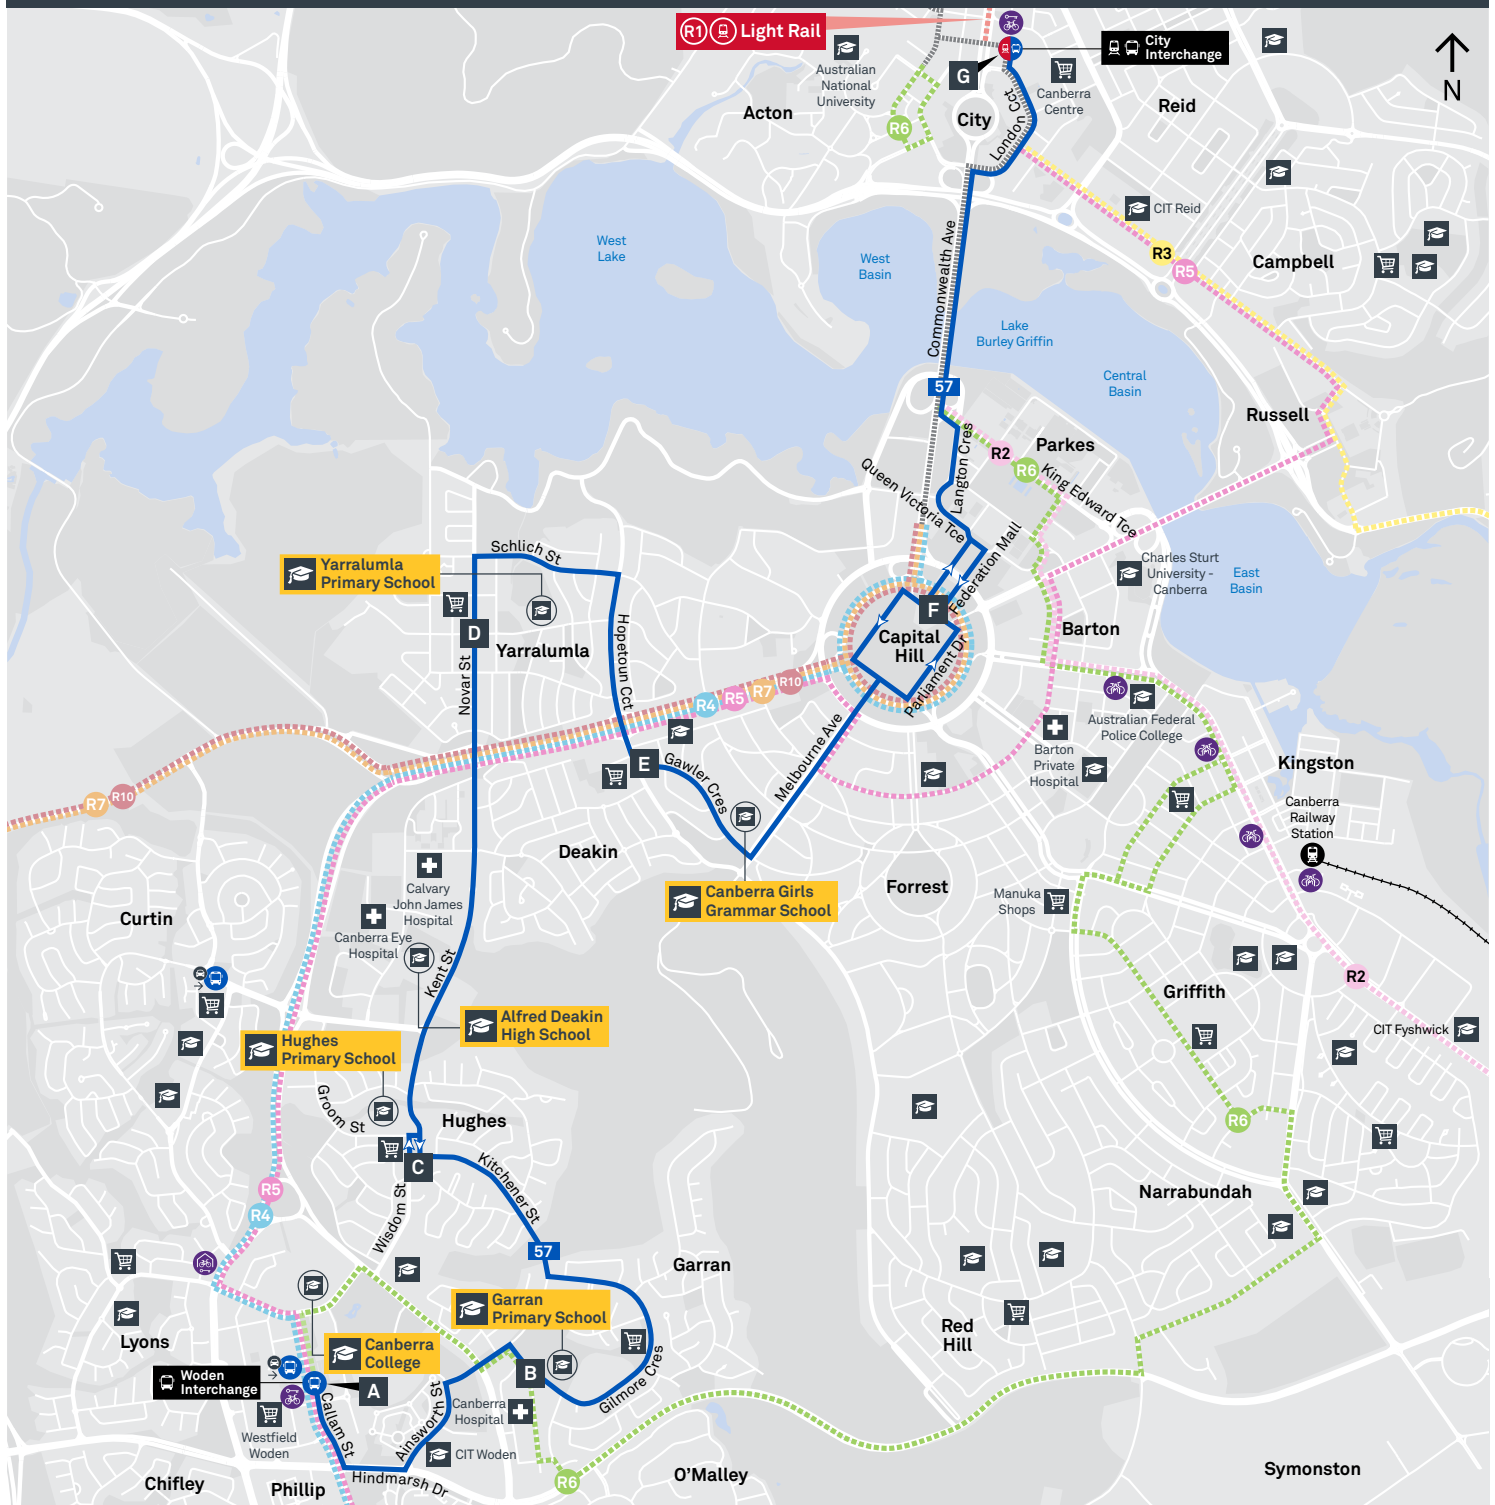 R1 Light Rail
City
Interchange
N
Australian
National
University
Acton
G
City
London Cct
Canberra
Centre
Reid
R6
CIT Reid
R3
R5
Campbell
West
Lake
West
Basin
Commonwealth Ave
Lake
Burley Griffin
Central
Basin
57
Russell
Langton Cres
R2
Parkes
R6
King Edward Tce
Queen Victoria Tce
Federation Mall
Charles Sturt
University -
Canberra
East
Basin
Yarralumla
Primary School
Schlich St
D
Yarralumla
Hopetoun Cct
Novar St
F
Capital
Hill
Parliament Dr
Barton
R4
R5
R7
R10
Australian Federal
Police College
Barton
Private
Hospital
Kingston
Canberra
Railway
Station
R7
R10
E
Gawler Cres
Melbourne Ave
Deakin
Calvary
John James
Hospital
Canberra Eye
Hospital
Curtin
Canberra Girls
Grammar School
Forrest
Manuka
Shops
Kent St
Alfred Deakin
High School
Hughes
Primary School
Griffith
R2
CIT Fyshwick
Groom St
Hughes
C
Kitchener St
Wisdom St
R6
R5
R4
Narrabundah
57
Garran
Garran
Primary School
Lyons
Canberra
College
Red
Hill
Woden
Interchange
A
B
Gilmore Cres
Callam St
Ainsworth St
Canberra
Hospital
Westfield
Woden
CIT Woden
Hindmarsh Dr
Chifley
Phillip
R6
O'Malley
Symonston